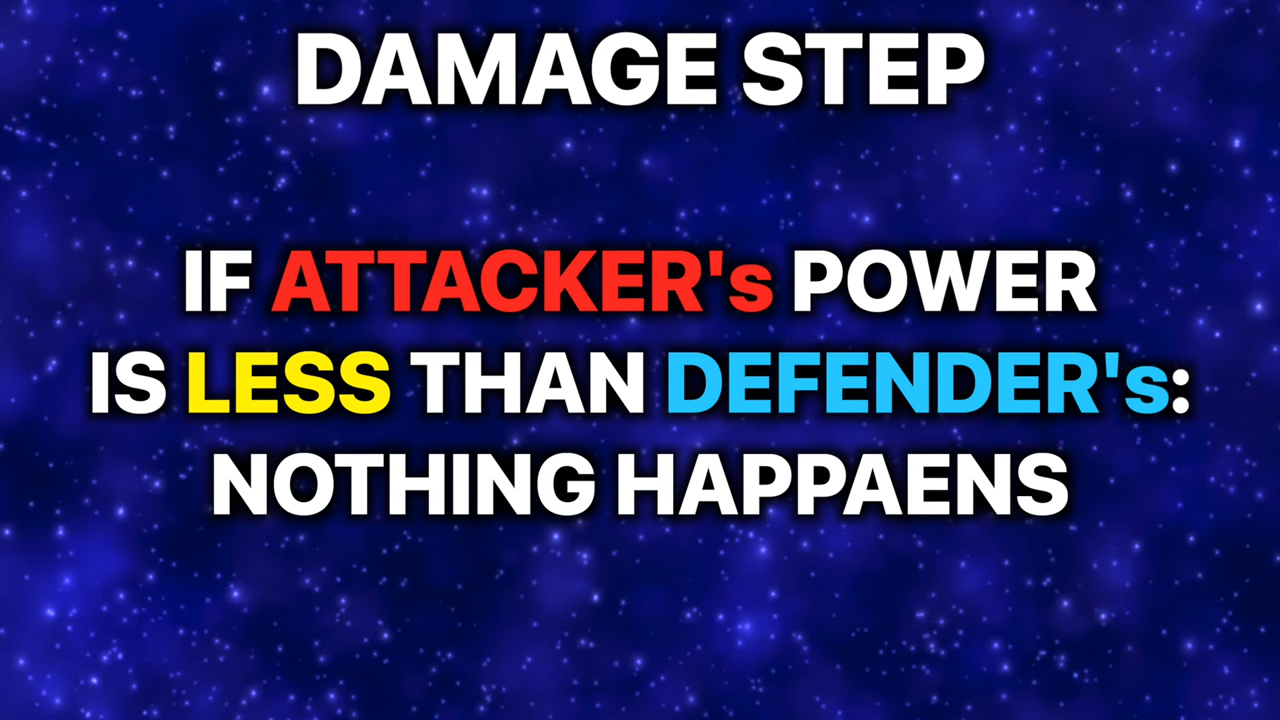 DAMAGE STEP
IF ATTACKER's POWER
IS LESS THAN DEFENDER's:
NOTHING HAPPAENS